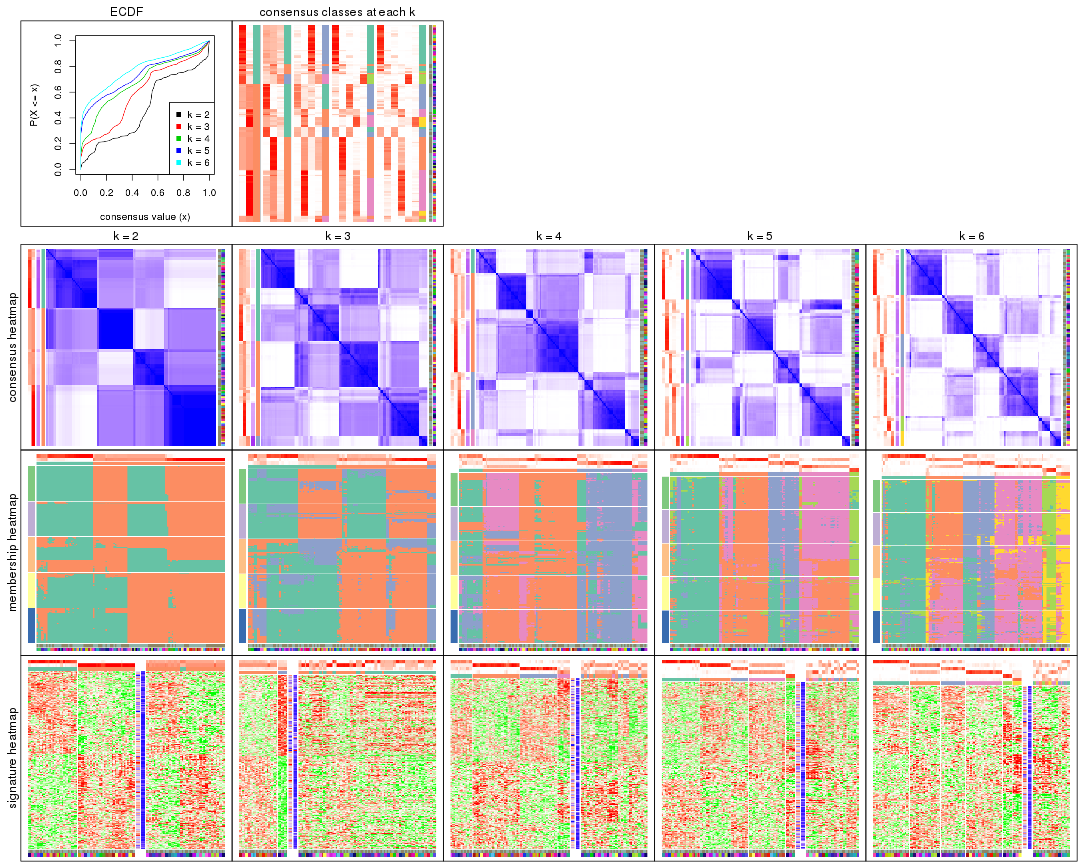 ECDF
consensus classes at each k
P(X <= x)
0.0 0.2 0.4 0.6 0.8 1.0
k = 2
k = 3
k = 4
k = 5
k = 6
0.0 0.2 0.4 0.6 0.8 1.0
consensus value (x)
k = 2
k = 3
k = 4
k = 5
k = 6
consensus heatmap
membership heatmap
signature heatmap